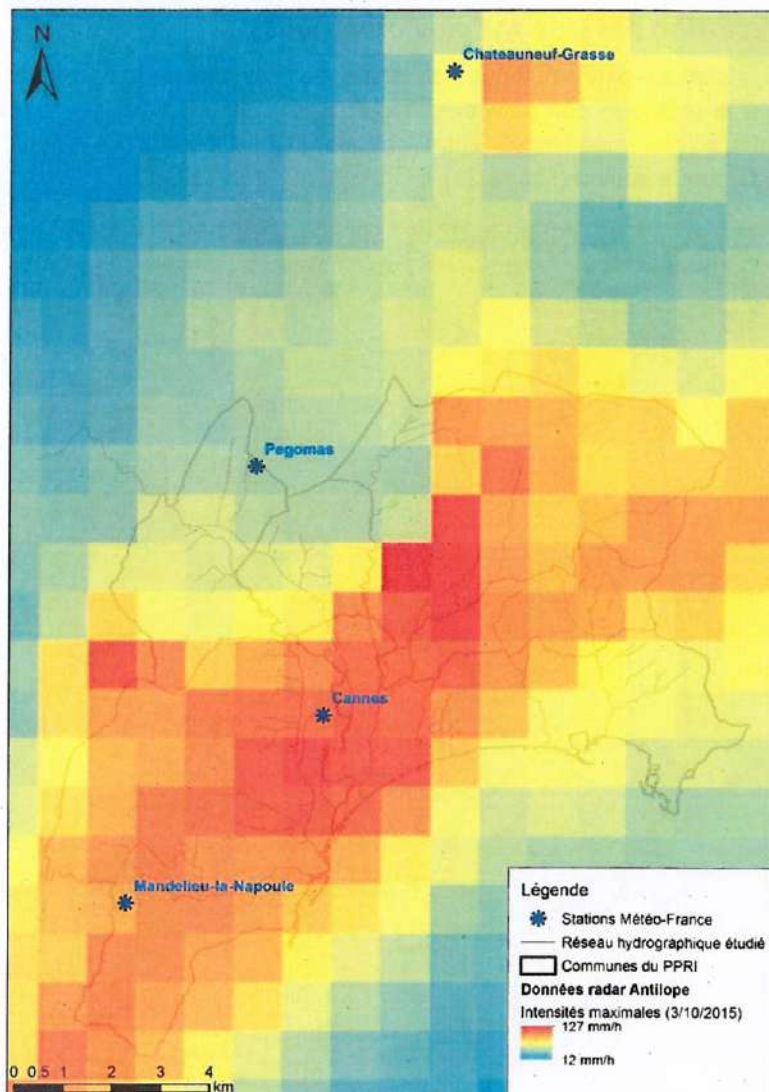 N
Chateauneuf-Grasse
Pegomas
Cannes
Mandelieu-la-Napoule
Légende
Stations Météo-France
Réseau hydrographique étudié
Communes du PPRI
Données radar Antilope
Intensités maximales (3/10/2015)
127 mm/h
12 mm/h
0 0.5 1 2 3 4
km